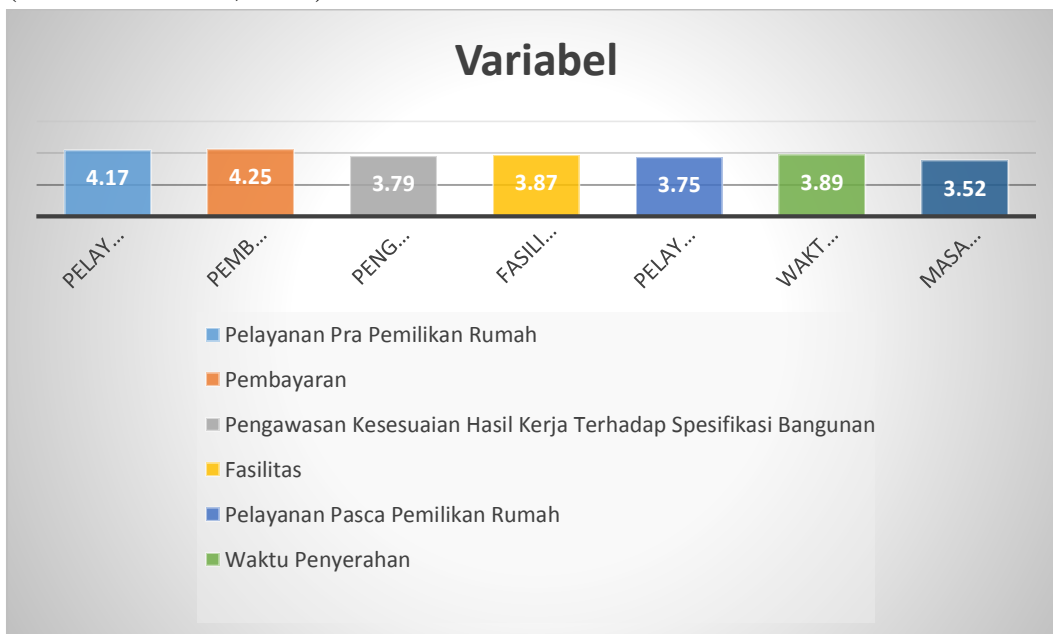 Variabel
4.17 4.25 3.79 3.87 3.75 3.89 3.52
PELAY... PEMB... PENG... FASILI... PELAY... WAKT... MASA...
Pelayanan Pra Pemilikan Rumah
Pembayaran
Pengawasan Kesesuaian Hasil Kerja Terhadap Spesifikasi Bangunan
Fasilitas
Pelayanan Pasca Pemilikan Rumah
Waktu Penyerahan